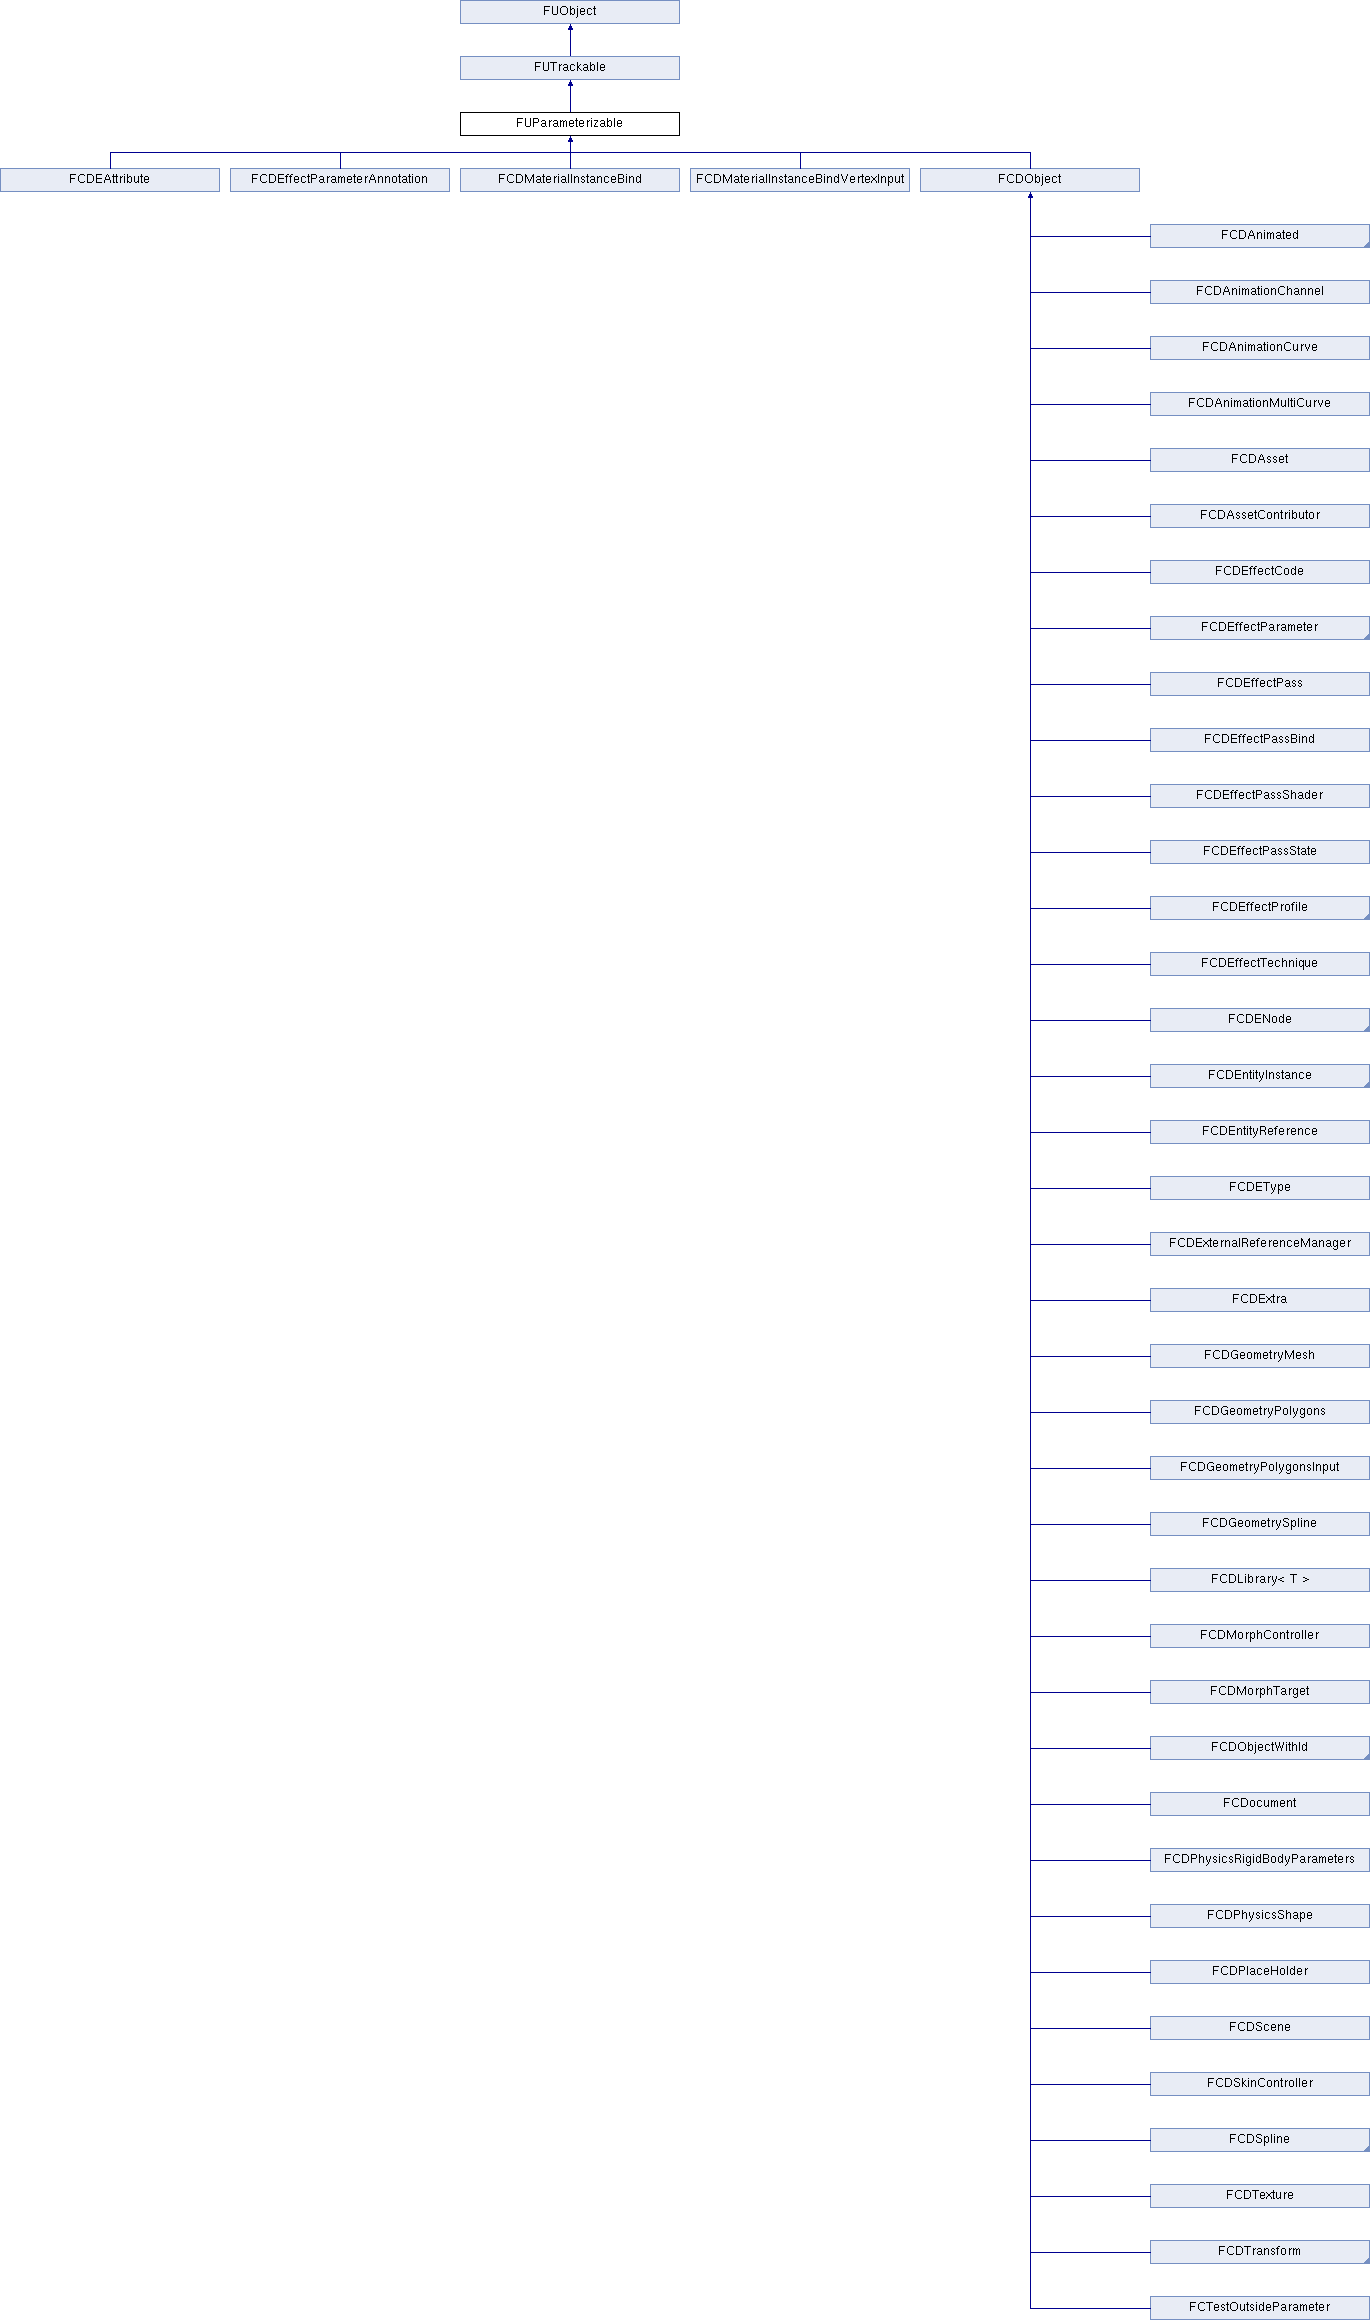 FUObject
FUTrackable
FUParameterizable
FCDEAttribute
FCDEffectParameterAnnotation
FCDMaterialInstanceBind
FCDMaterialInstanceBindVertexInput
FCDObject
FCDAnimated
FCDAnimationChannel
FCDAnimationCurve
FCDAnimationMultiCurve
FCDAsset
FCDAssetContributor
FCDEffectCode
FCDEffectParameter
FCDEffectPass
FCDEffectPassBind
FCDEffectPassShader
FCDEffectPassState
FCDEffectProfile
FCDEffectTechnique
FCDENode
FCDEntityInstance
FCDEntityReference
FCDEType
FCDExternalReferenceManager
FCDExtra
FCDGeometryMesh
FCDGeometryPolygons
FCDGeometryPolygonsInput
FCDGeometrySpline
FCDLibrary< T >
FCDMorphController
FCDMorphTarget
FCDObjectWithId
FCDocument
FCDPhysicsRigidBodyParameters
FCDPhysicsShape
FCDPlaceHolder
FCDScene
FCDSkinController
FCDSpline
FCDTexture
FCDTransform
FCTestOutsideParameter